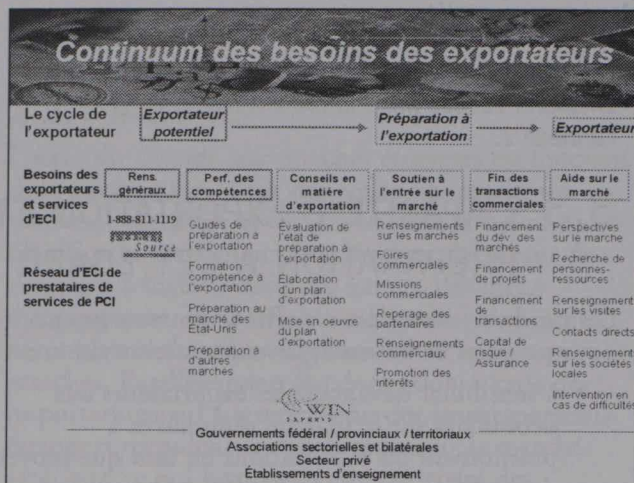 Continuum des besoins des exportateurs
Le cycle de
l'exportateur
Exportateur
potentiel
Préparation à
l'exportation
Exportateur
Besoins des
exportateurs
et services
d'ECI
Réseau d'ECI de
prestataires de
services de PCI
Rens.
généraux
1-888-811-1119
Source
Perf. des
compétences
Guides de
préparation à
l'exportation
Formation
compétence à
l'exportation
Préparation au
marché des
État-Unis
Préparation à
d'autres
marchés
Conseils en
matière
d'exportation
Évaluation de
l'état de
préparation à
l'exportation
Élaboration
d'un plan
d'exportation
Mise en oeuvre
du plan
d'exportation
Soutien à
l'entrée sur le
marché
Renseignements
sur les marchés
Foires
commerciales
Missions
commerciales
Repérage des
partenaires
Renseignements
commerciaux
Promotion des
intérêts
Fin. des
transactions
commerciales
Financement
du dév. des
marchés
Financement
de projets
Financement
de
transactions
Capital de
risque /
Assurance
Aide sur le
marché
Perspectives
sur le marché
Recherche de
personnes-
ressources
Renseignement
sur les visites
Contacts directs
Renseignement
sur les sociétés
locales
Intervention en
cas de difficultés
WIN
EXPORTS
Gouvernements fédéral / provinciaux / territoriaux
Associations sectorielles et bilatérales
Secteur privé
Établissements d'enseignement